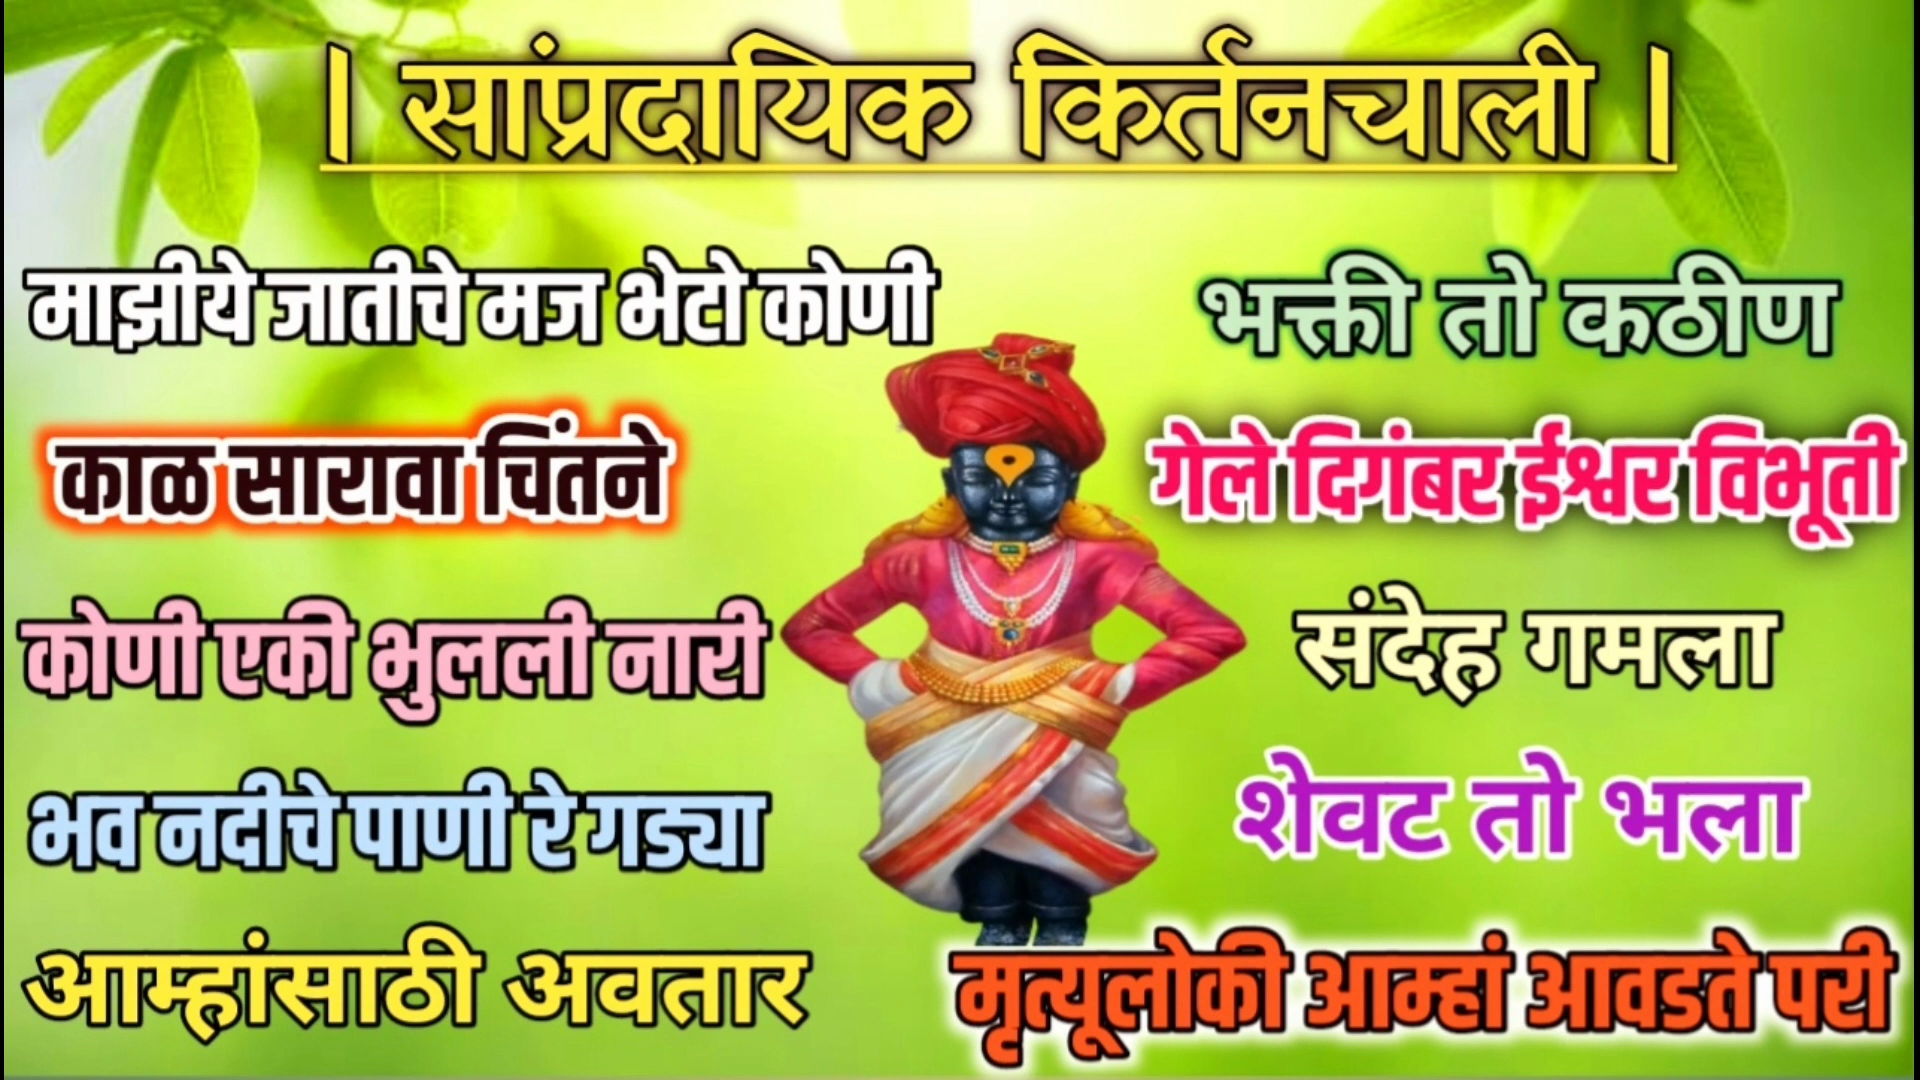 । सांप्रदायिक किर्तनचाली ।
माझीये जातीचे मज भेटो कोणी
काळ सारावा चिंतने
कोणी एकी भुलली नारी
भव नदीचे पाणी रे गड्या
आम्हांसाठी अवतार
भक्ती तो कठीण
गेले दिगंबर ईश्वर विभूती
संदेह गमला
शेवट तो भला
मृत्यूलोकी आम्हां आवडते परी